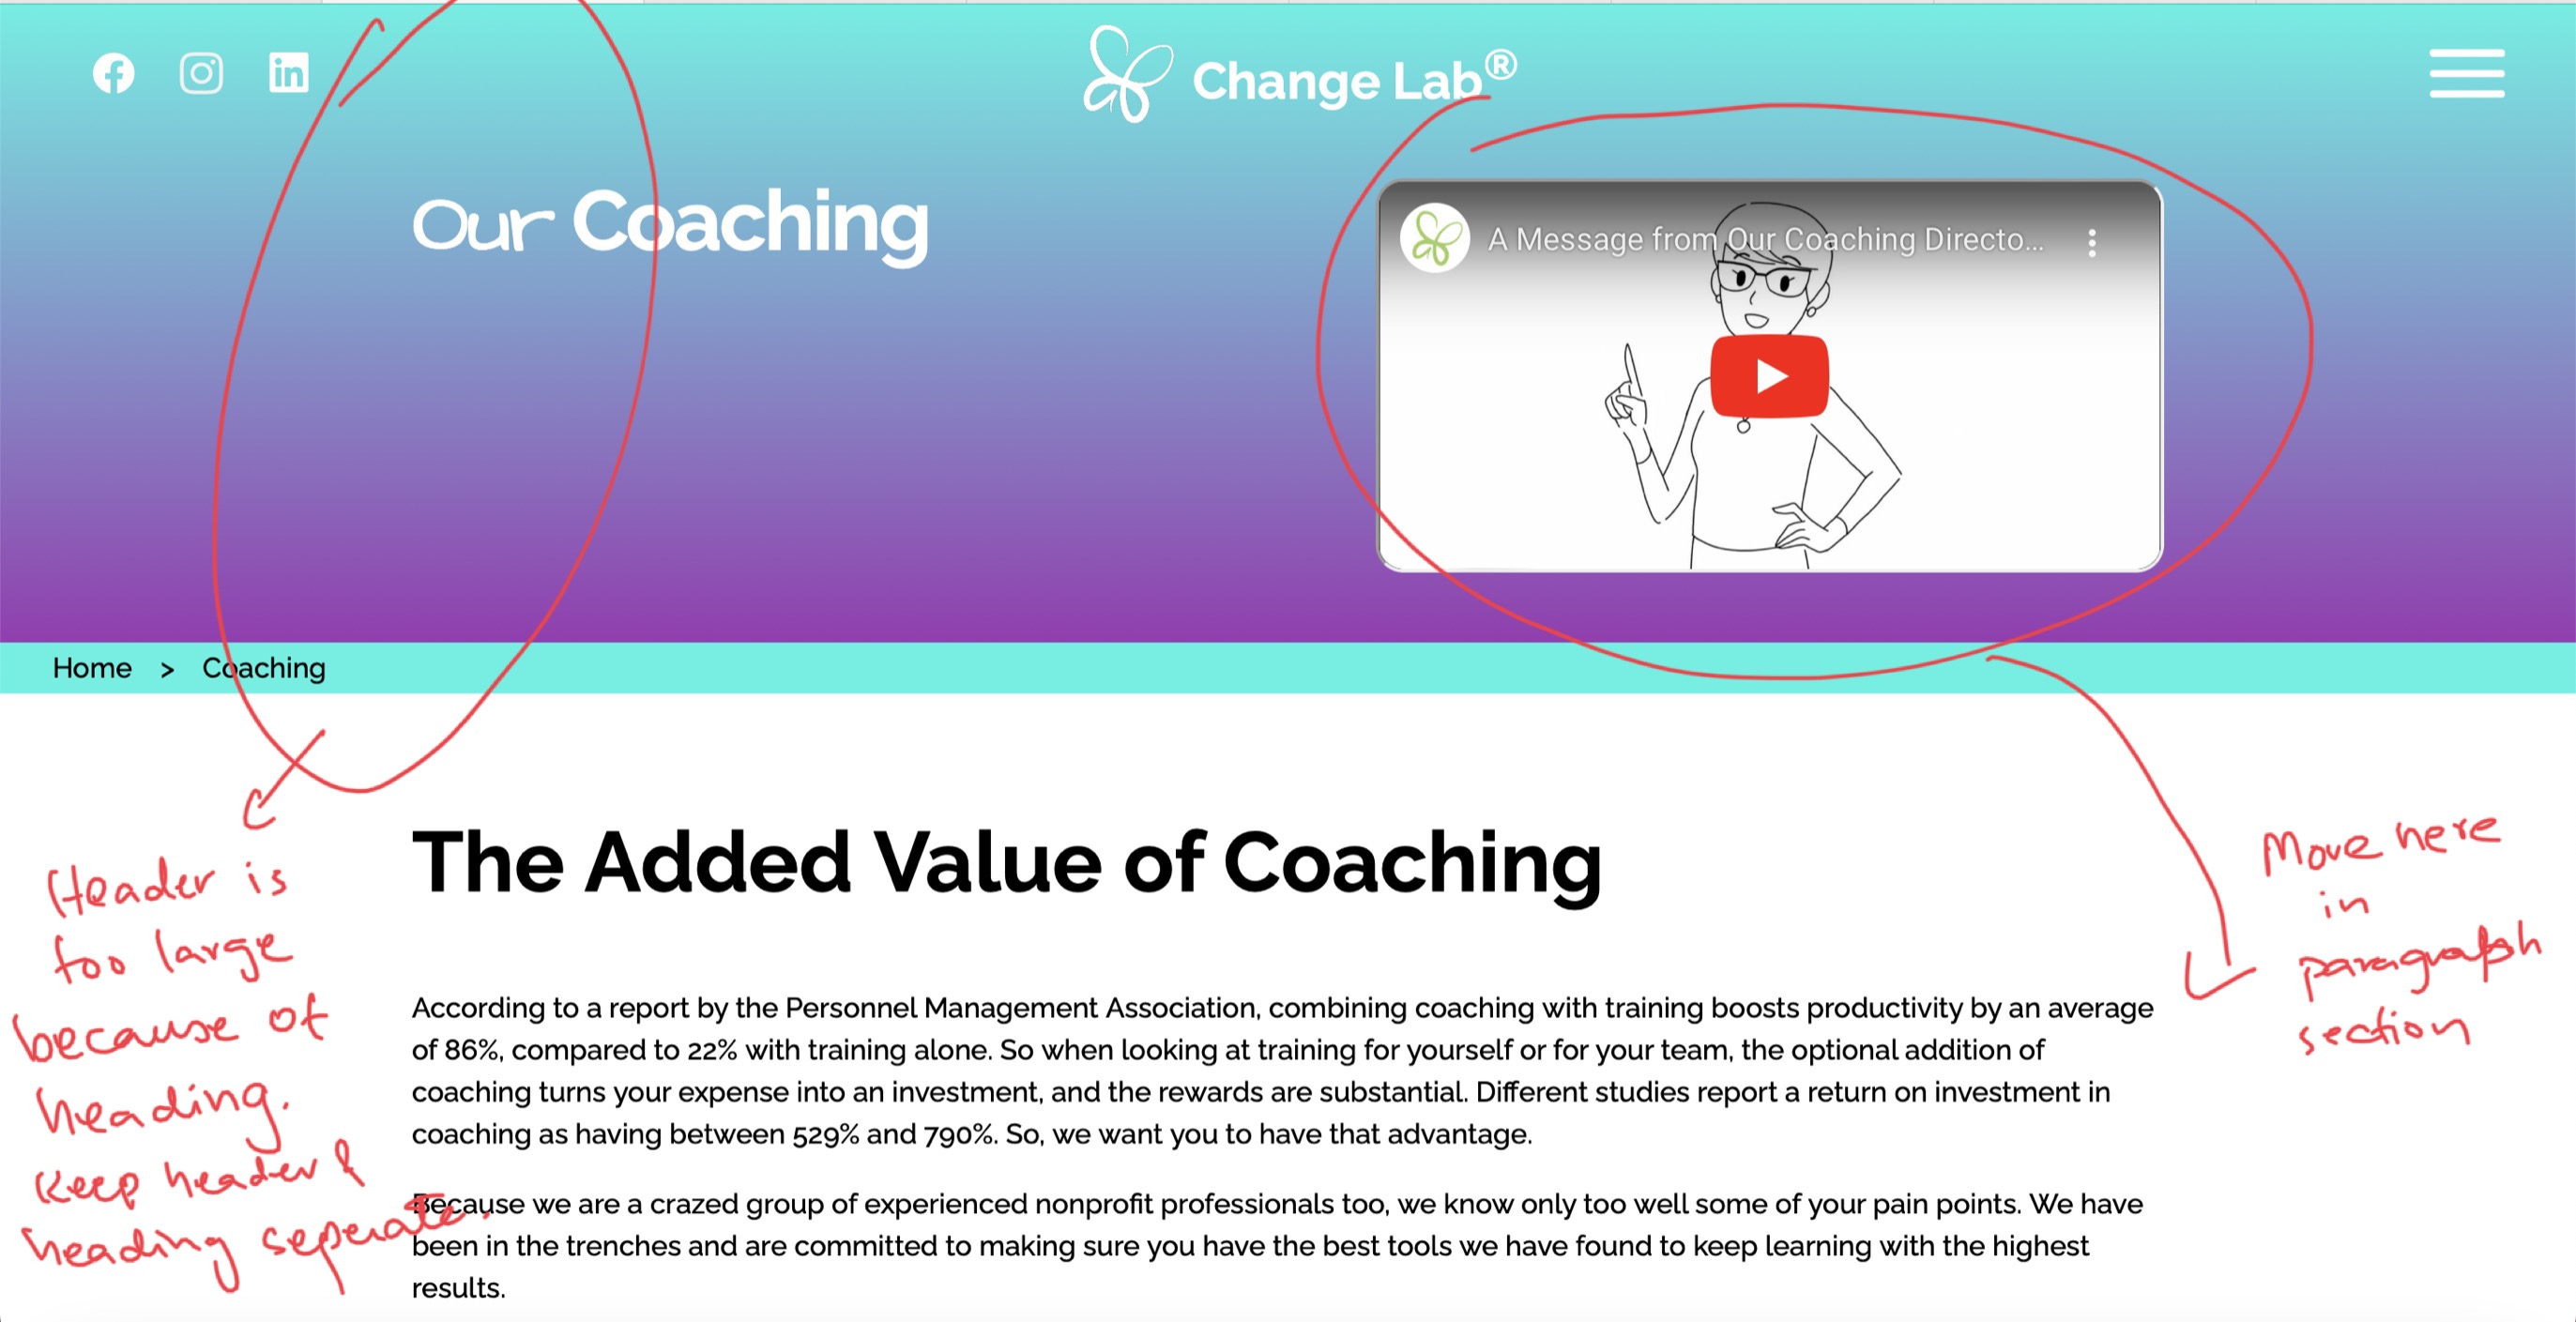 Change Lab®
Our Coaching
A Message from Our Coaching Directo...
Home > Coaching
The Added Value of Coaching
According to a report by the Personnel Management Association, combining coaching with training boosts productivity by an average
of 86%, compared to 22% with training alone. So when looking at training for yourself or for your team, the optional addition of
coaching turns your expense into an investment, and the rewards are substantial. Different studies report a return on investment in
coaching as having between 529% and 790%. So, we want you to have that advantage.
Because we are a crazed group of experienced nonprofit professionals too, we know only too well some of your pain points. We have
been in the trenches and are committed to making sure you have the best tools we have found to keep learning with the highest
results.
Header is
too large
because of
heading.
Keep header &
heading seperate.
Move here
in
paragraph
section